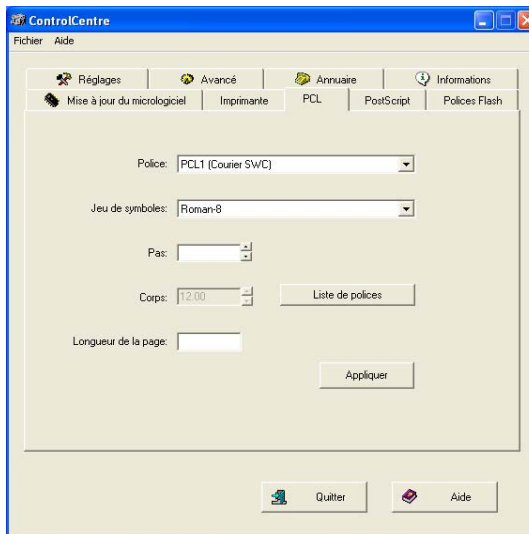 ControlCentre
Fichier Aide
Réglages Avancé Annuaire Informations
Mise à jour du micrologiciel Imprimante PCL PostScript Polices Flash
Police: PCL1 (Courier SWC)
Jeu de symboles: Roman-8
Pas:
Corps: 12.00 Liste de polices
Longueur de la page:
Appliquer
Quitter Aide